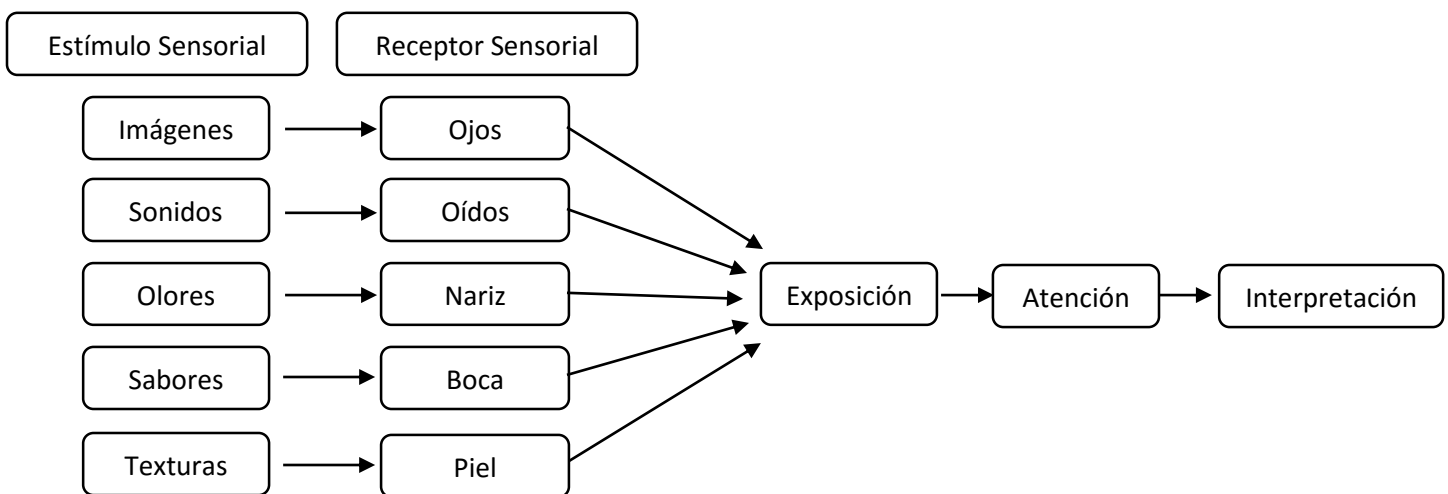 Estímulo Sensorial
Receptor Sensorial
Imágenes
Ojos
Sonidos
Oídos
Olores
Nariz
Exposición
Atención
Interpretación
Sabores
Boca
Texturas
Piel